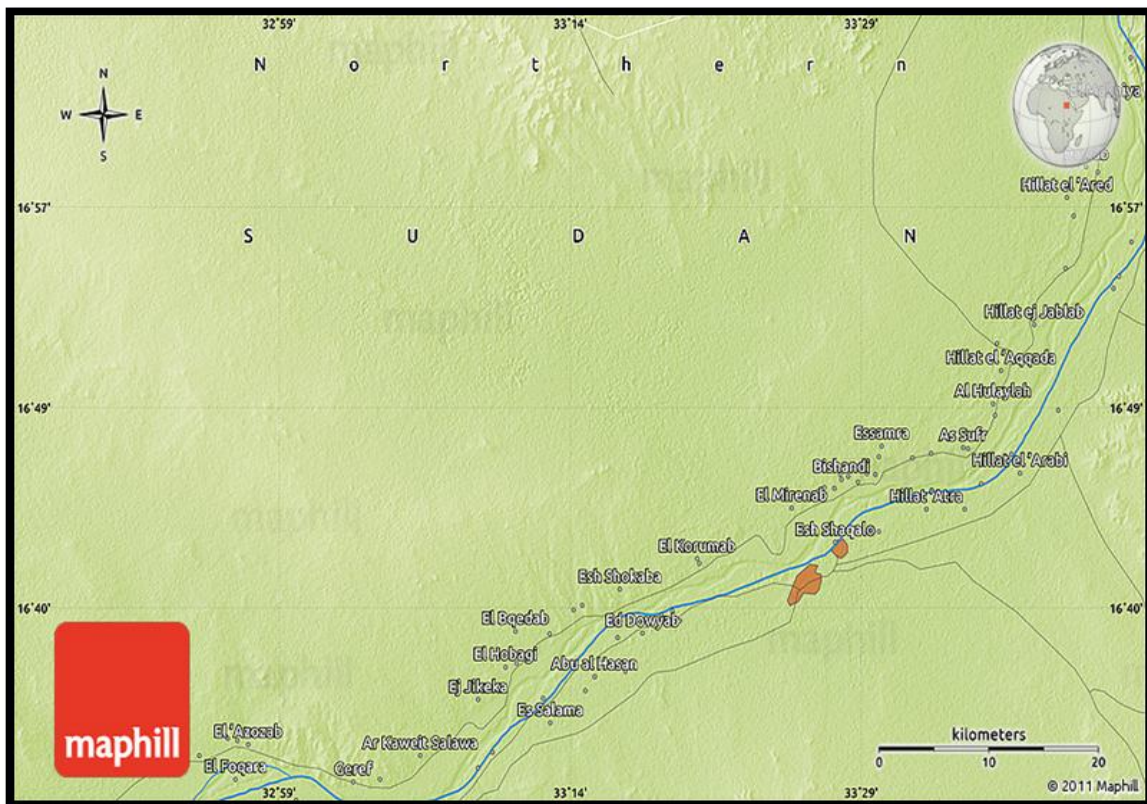 32°59' 33°14' 33°29'
N o r t h e r n
N
W E
S
Hillat el 'Ared
16°57' 16°57'
S U D A N
Hillat ej Jablab
Hillat el 'Aqqada
Al Hulaylah
16°49' 16°49'
Essamra As Sufr
Bishandi Hillat el 'Arabi
El Mirenab Hillat 'Atra
Esh Shaqalo
El Korumab
Esh Shokaba
16°40' 16°40'
El Bqedab Ed Dowyab
El Hobagi Abu al Hasan
Ej Jikeka
Es Salama
El 'Azozab Ar Kaweit Salawa
El Foqara Geref
maphill
kilometers
0 10 20
32°59' 33°14' 33°29'
© 2011 Maphill